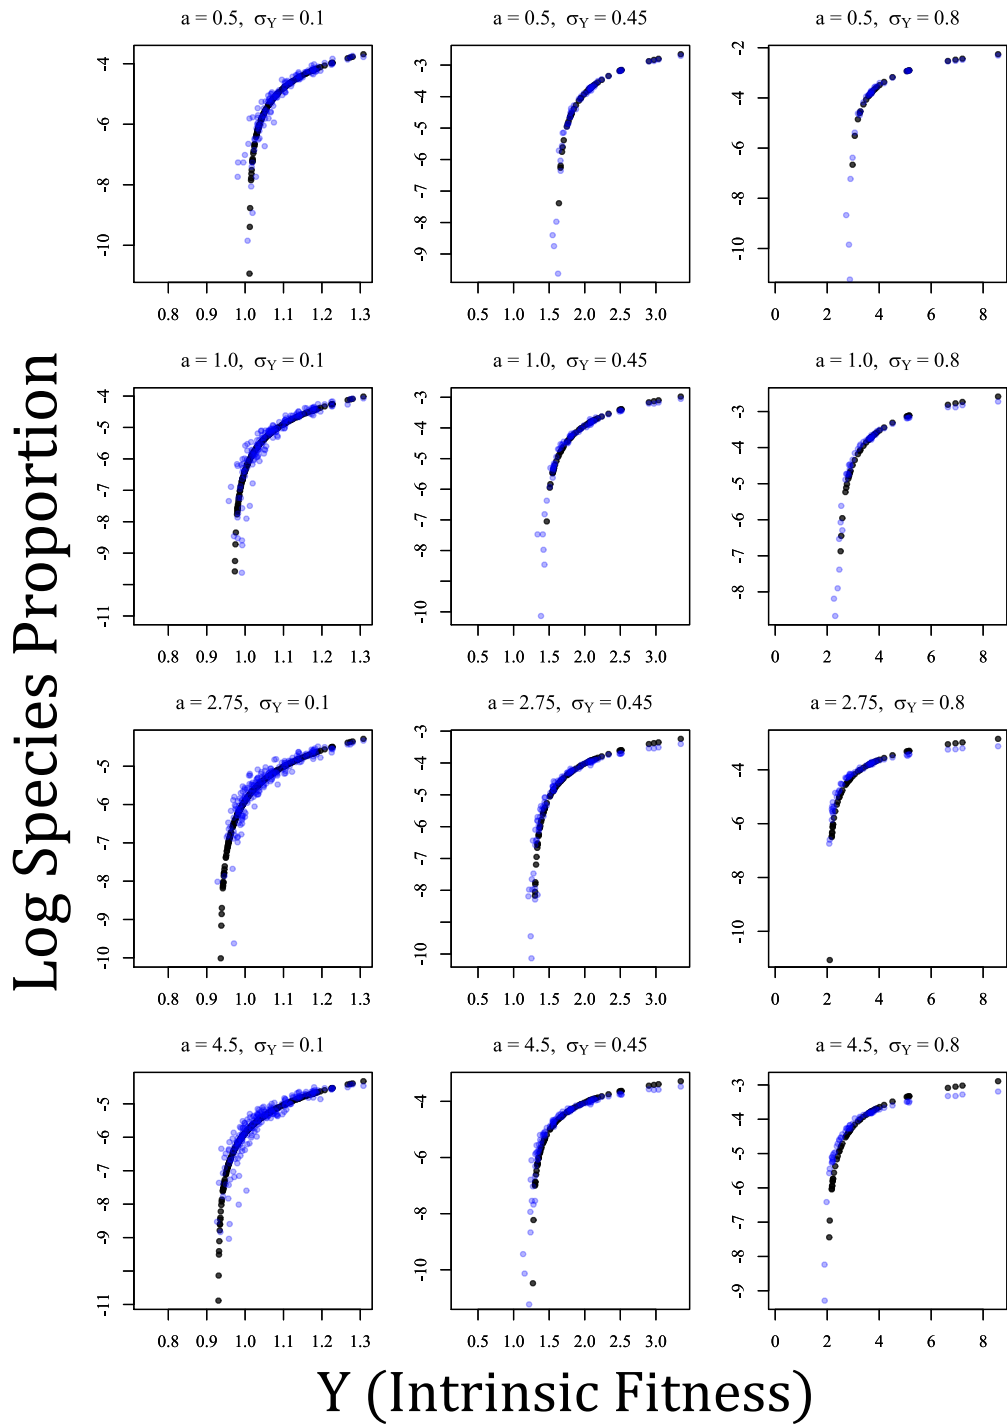 a = 0.5, σY = 0.1
a = 0.5, σY = 0.45
a = 0.5, σY = 0.8
-4
-6
-8
-10
0.8 0.9 1.0 1.1 1.2 1.3
-3
-4
-5
-6
-7
-8
-9
0.5 1.0 1.5 2.0 2.5 3.0
-2
-4
-6
-8
-10
0 2 4 6 8
a = 1.0, σY = 0.1
a = 1.0, σY = 0.45
a = 1.0, σY = 0.8
-4
-5
-6
-7
-8
-9
-11
0.8 0.9 1.0 1.1 1.2 1.3
-3
-4
-5
-6
-7
-8
-10
0.5 1.0 1.5 2.0 2.5 3.0
-3
-4
-5
-6
-7
-8
0 2 4 6 8
a = 2.75, σY = 0.1
a = 2.75, σY = 0.45
a = 2.75, σY = 0.8
-5
-6
-7
-8
-9
-10
0.8 0.9 1.0 1.1 1.2 1.3
-3
-4
-5
-6
-7
-8
-10
0.5 1.0 1.5 2.0 2.5 3.0
-4
-6
-8
-10
0 2 4 6 8
a = 4.5, σY = 0.1
a = 4.5, σY = 0.45
a = 4.5, σY = 0.8
-5
-6
-7
-8
-9
-11
0.8 0.9 1.0 1.1 1.2 1.3
-4
-6
-8
-10
0.5 1.0 1.5 2.0 2.5 3.0
-3
-4
-5
-6
-7
-8
-9
0 2 4 6 8
Log Species Proportion
Y (Intrinsic Fitness)